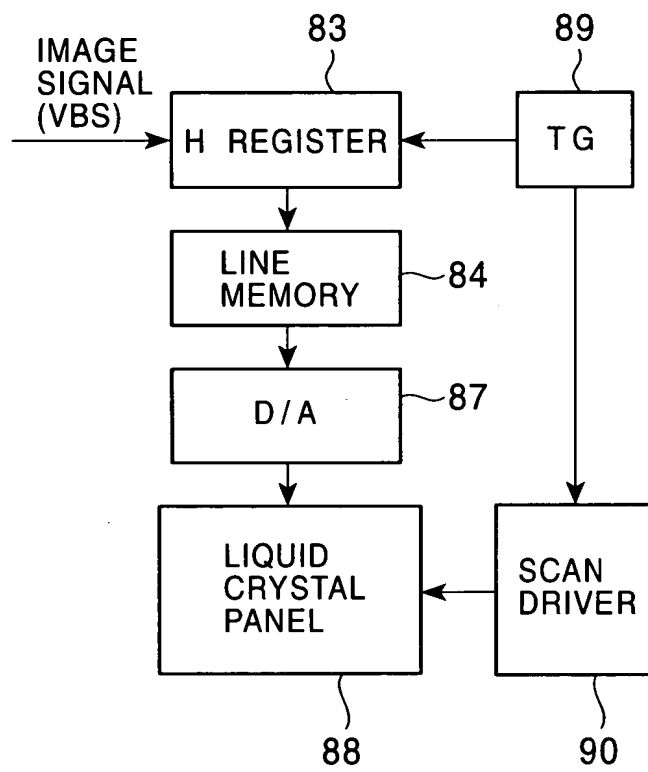 83
89
IMAGE
SIGNAL
(VBS)
H REGISTER
TG
LINE
MEMORY
84
D/A
87
LIQUID
CRYSTAL
PANEL
SCAN
DRIVER
88
90